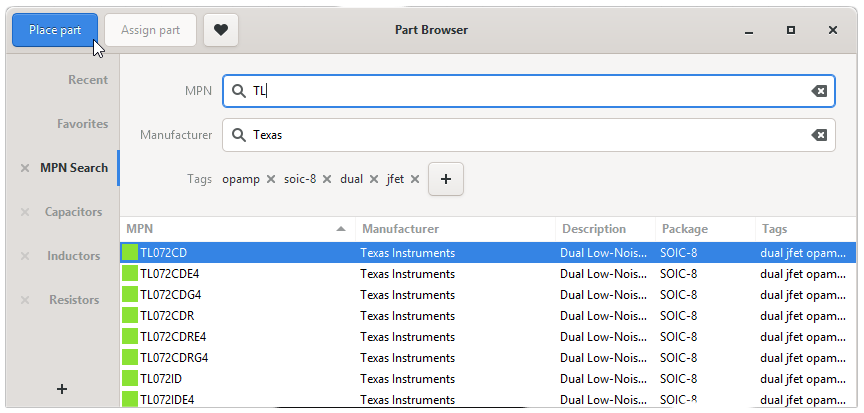 Place part Assign part Part Browser
Recent
Favorites
MPN Search
Capacitors
Inductors
Resistors
MPN TL
Manufacturer Texas
Tags opamp soic-8 dual jfet
MPN Manufacturer Description Package Tags
TL072CD Texas Instruments Dual Low-Nois... SOIC-8 dual jfet opam...
TL072CDE4 Texas Instruments Dual Low-Nois... SOIC-8 dual jfet opam...
TL072CDG4 Texas Instruments Dual Low-Nois... SOIC-8 dual jfet opam...
TL072CDR Texas Instruments Dual Low-Nois... SOIC-8 dual jfet opam...
TL072CDRE4 Texas Instruments Dual Low-Nois... SOIC-8 dual jfet opam...
TL072CDRG4 Texas Instruments Dual Low-Nois... SOIC-8 dual jfet opam...
TL072ID Texas Instruments Dual Low-Nois... SOIC-8 dual jfet opam...
TL072IDE4 Texas Instruments Dual Low-Nois... SOIC-8 dual jfet opam...